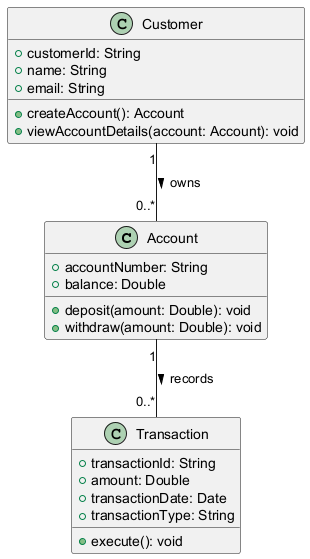 C Customer
customerId: String
name: String
email: String
createAccount(): Account
viewAccountDetails(account: Account): void
1
owns
0..*
C Account
accountNumber: String
balance: Double
deposit(amount: Double): void
withdraw(amount: Double): void
1
records
0..*
C Transaction
transactionId: String
amount: Double
transactionDate: Date
transactionType: String
execute(): void